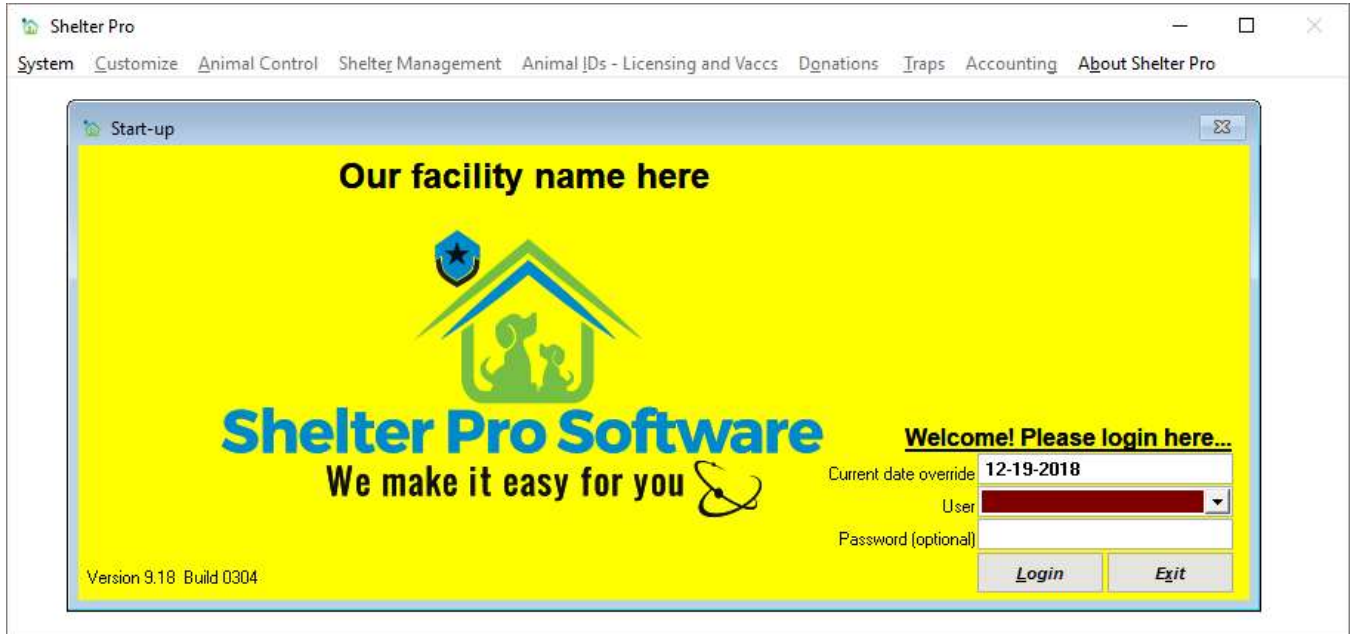 Shelter Pro
System Customize Animal Control Shelter Management Animal IDs - Licensing and Vaccs Donations Traps Accounting About Shelter Pro
Start-up
Our facility name here
Shelter Pro Software
We make it easy for you
Welcome! Please login here...
Current date override 12-19-2018
User
Password (optional)
Version 9.18 Build 0304
Login Exit